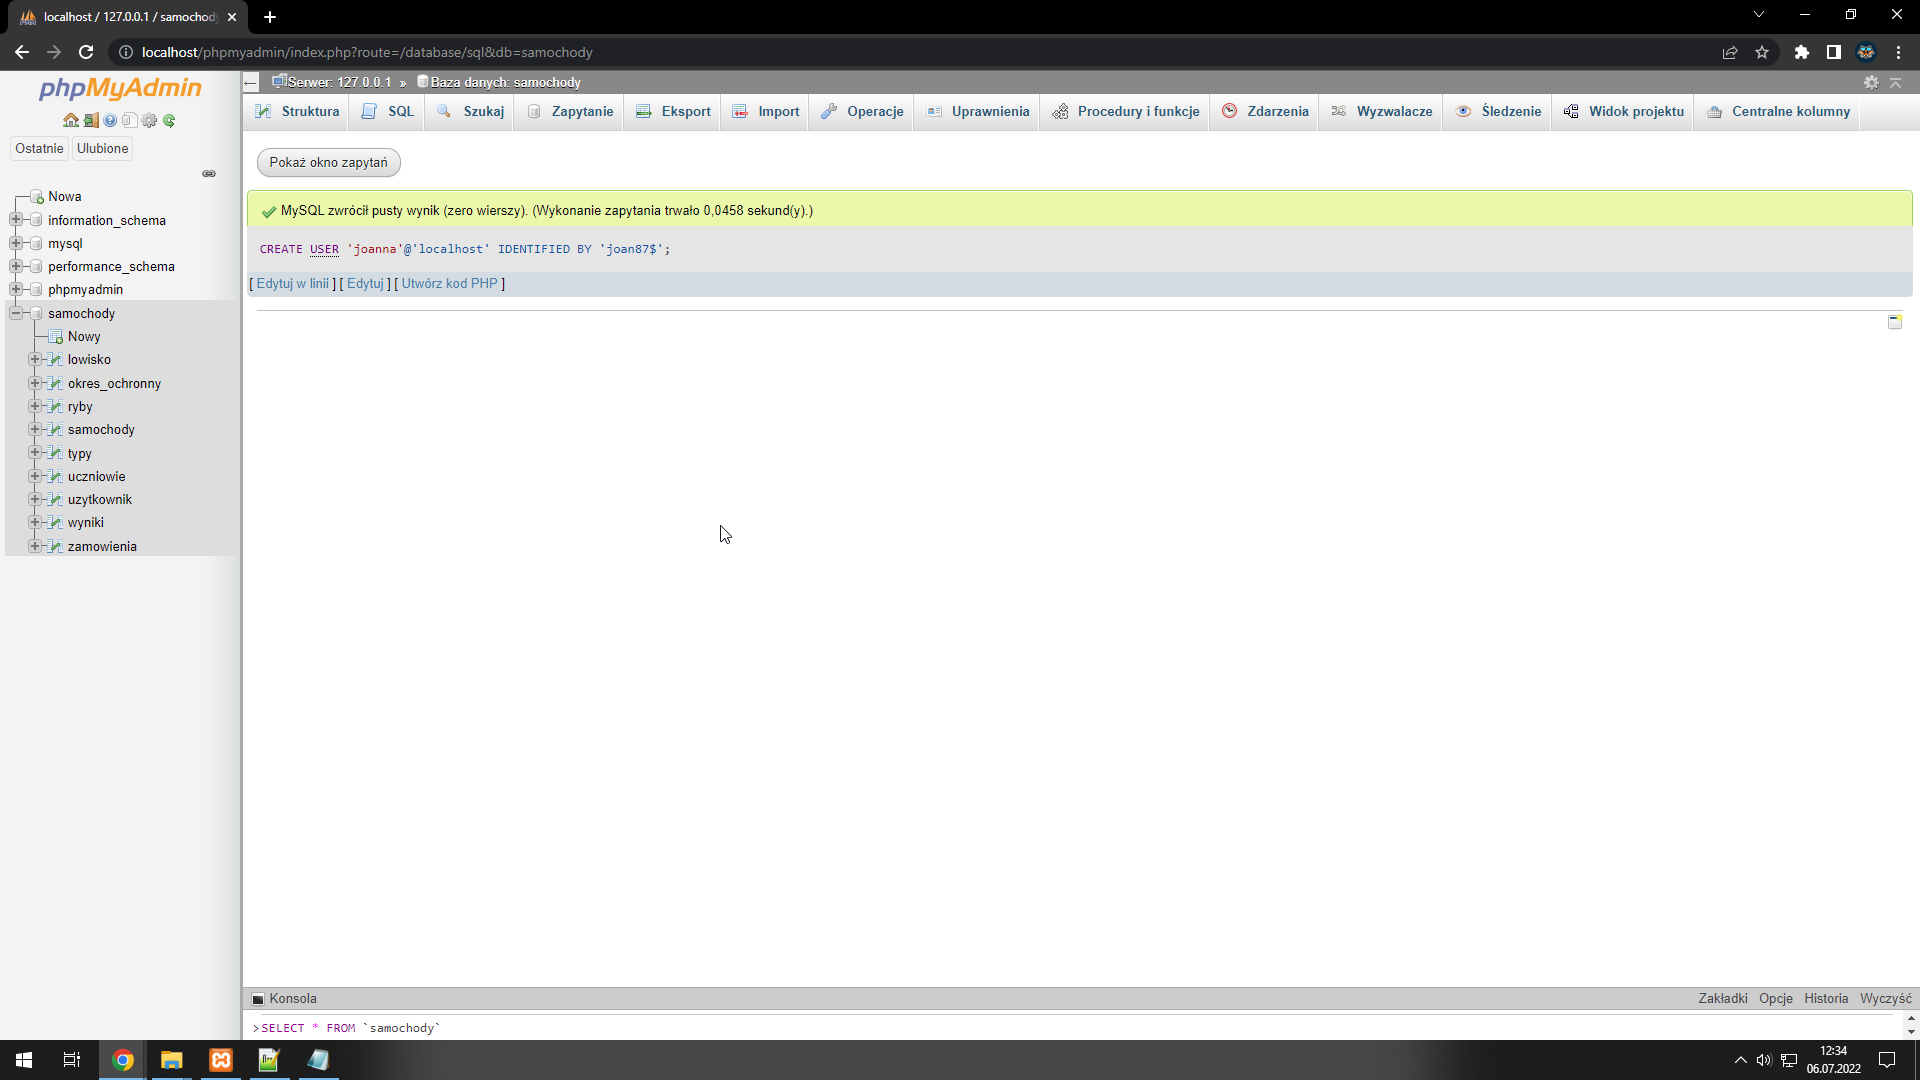 localhost / 127.0.0.1 / samochod
localhost/phpmyadmin/index.php?route=/database/sql&db=samochody
phpMyAdmin
Ostatnie Ulubione
Nowa
information_schema
mysql
performance_schema
phpmyadmin
samochody
Nowy
lowisko
okres_ochronny
ryby
samochody
typy
uczniowie
uzytkownik
wyniki
zamowienia
Serwer: 127.0.0.1 » Baza danych: samochody
Struktura SQL Szukaj Zapytanie Eksport Import Operacje Uprawnienia Procedury i funkcje Zdarzenia Wyzwalacze Śledzenie Widok projektu Centralne kolumny
Pokaż okno zapytań
MySQL zwrócił pusty wynik (zero wierszy). (Wykonanie zapytania trwało 0,0458 sekund(y).)
CREATE USER 'joanna'@'localhost' IDENTIFIED BY 'joan87$';
[ Edytuj w linii ] [ Edytuj ] [ Utwórz kod PHP ]
Konsola Zakładki Opcje Historia Wyczyść
>SELECT * FROM `samochody`
12:34
06.07.2022